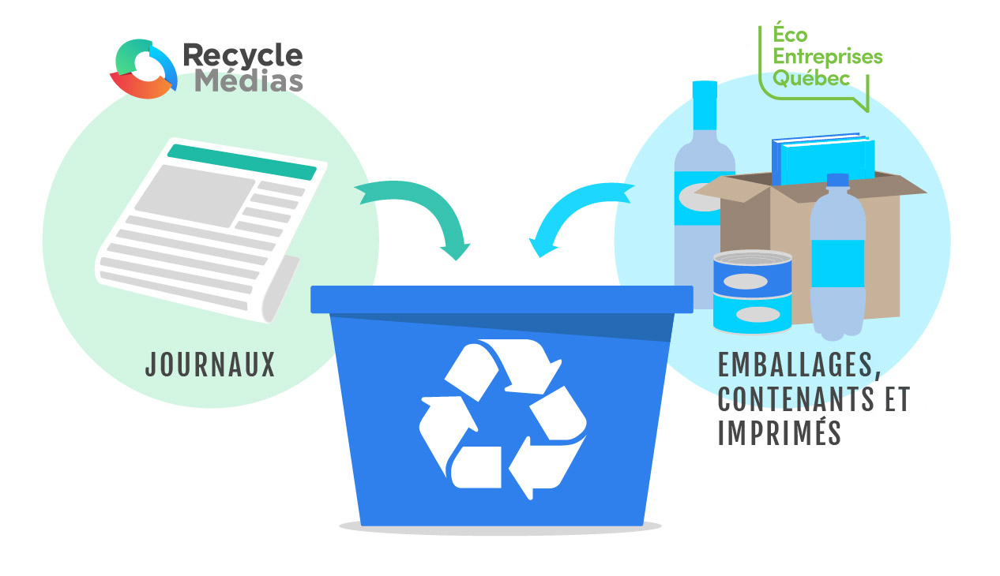 Recycle
Médias
Éco
Entreprises
Québec
JOURNAUX
EMBALLAGES,
CONTENANTS ET
IMPRIMÉS